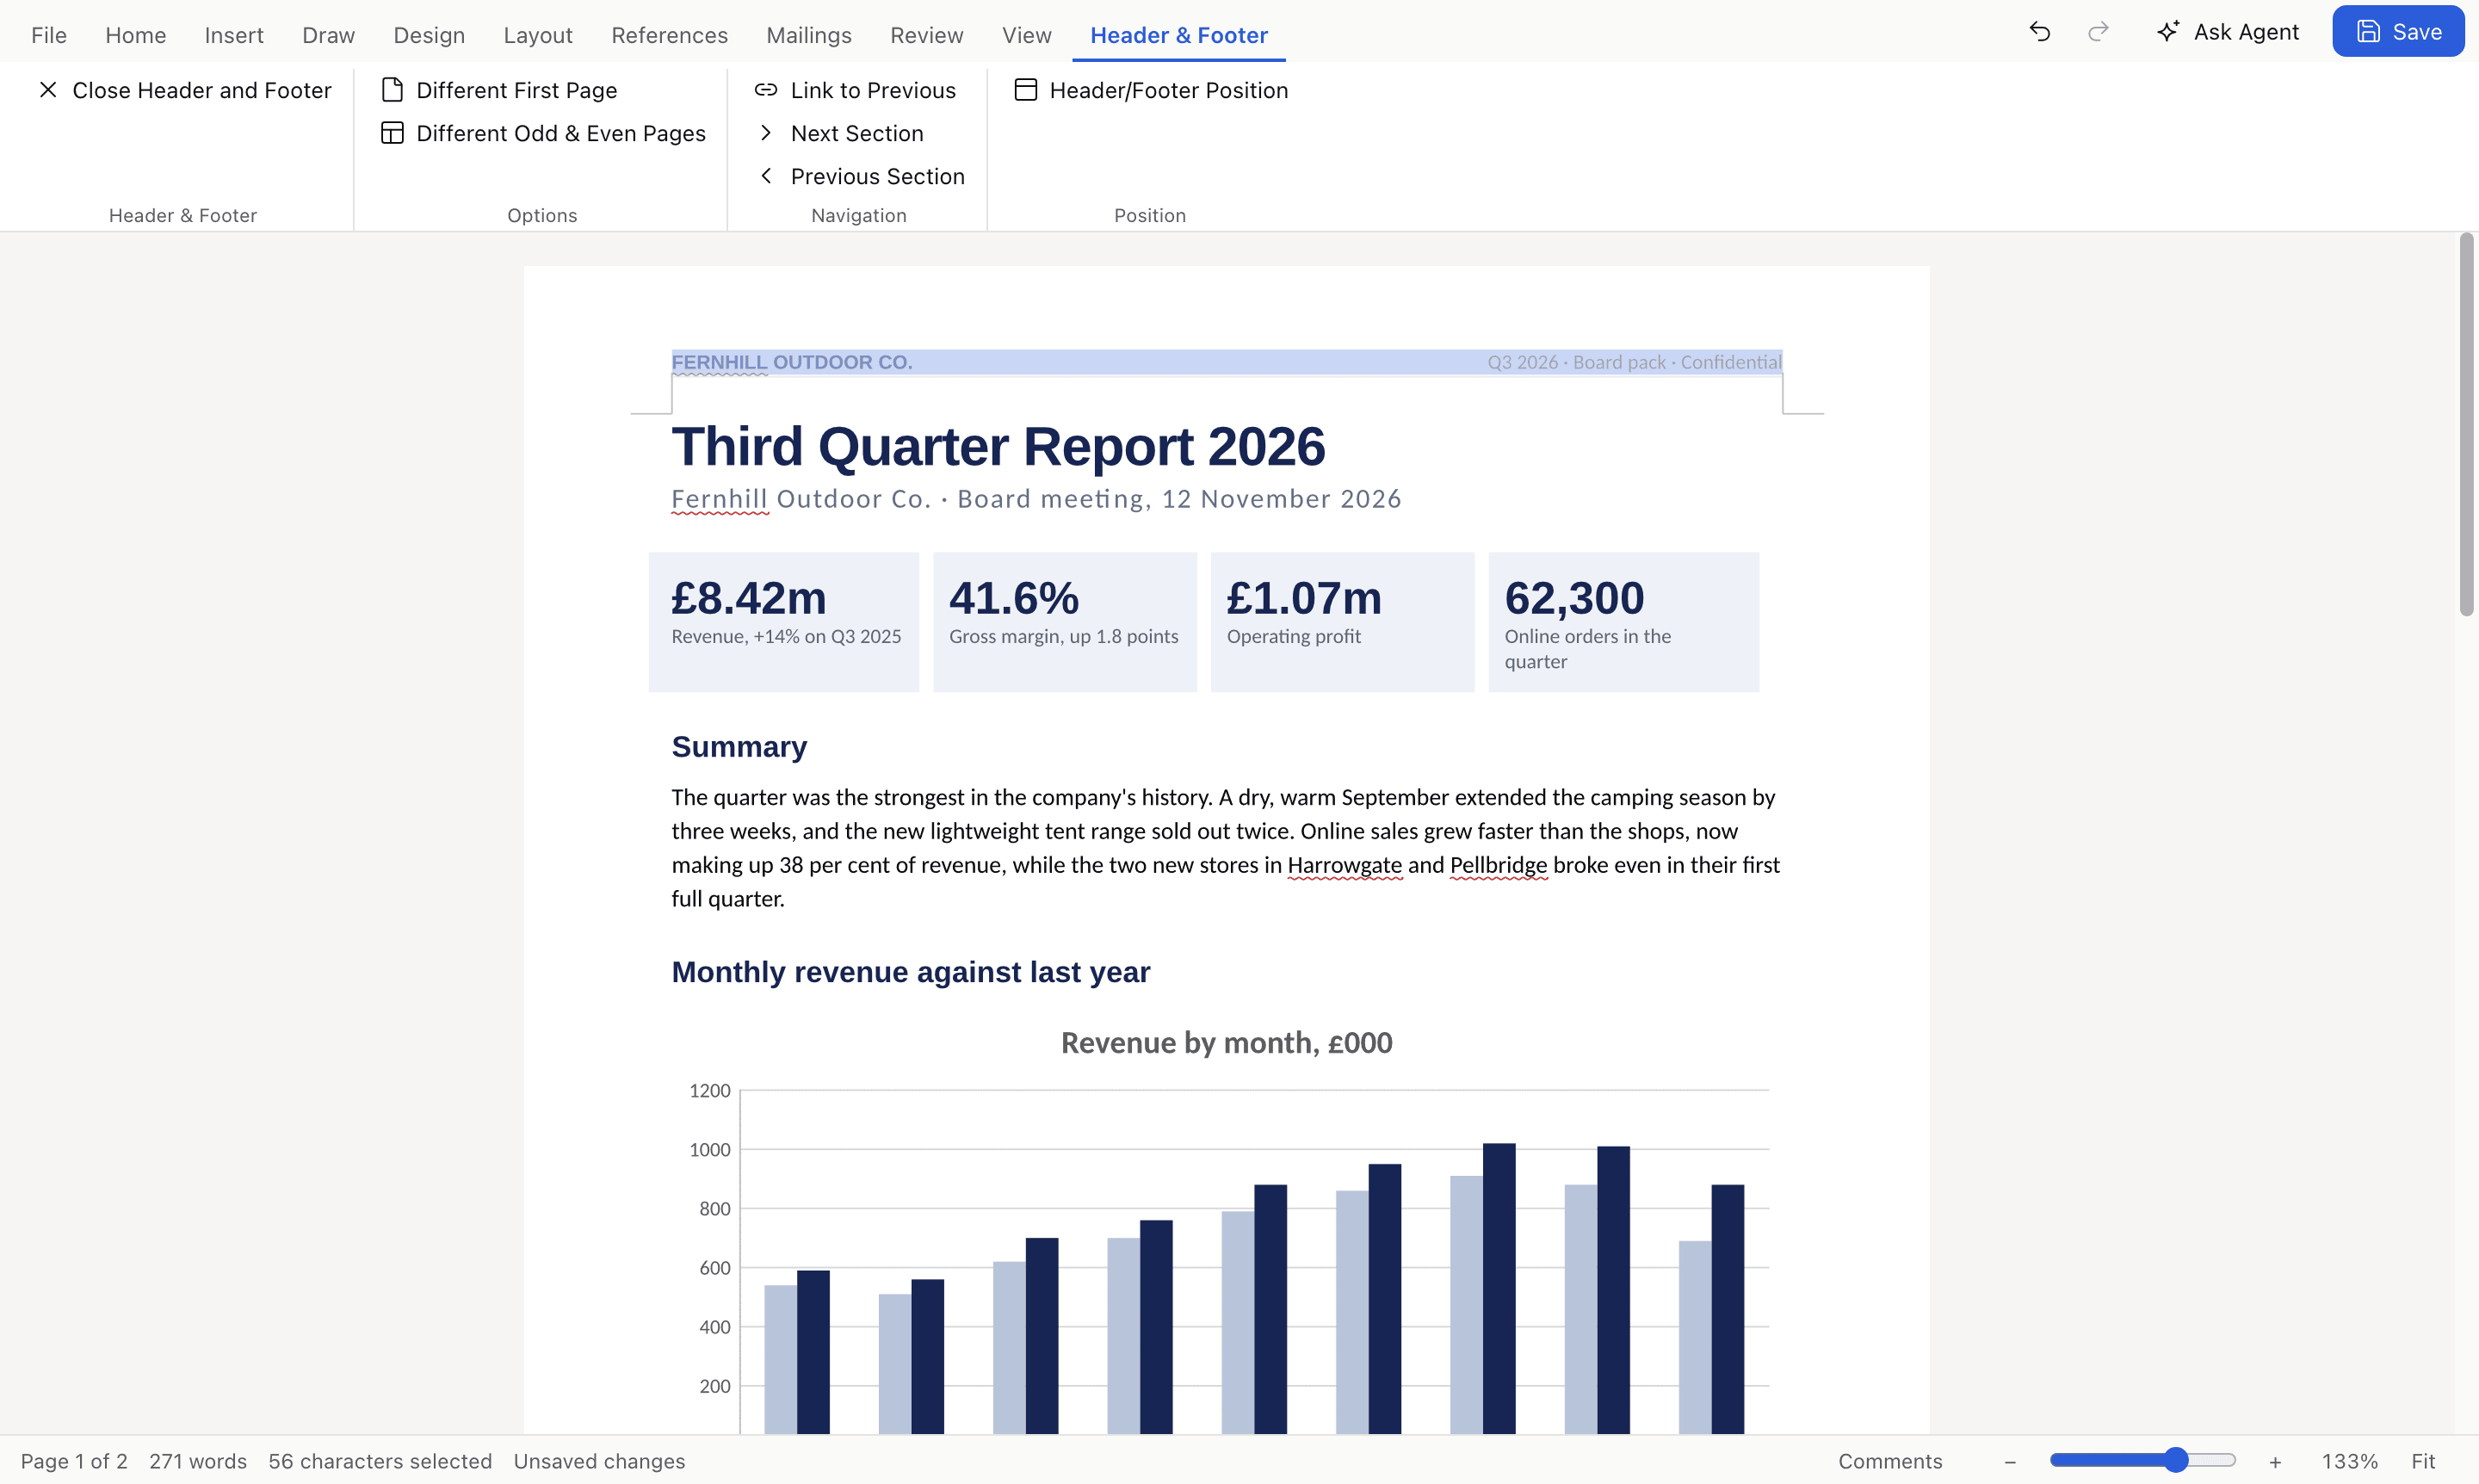 File Home Insert Draw Design Layout References Mailings Review View Header & Footer Ask Agent Save
Close Header and Footer
Header & Footer
Different First Page
Different Odd & Even Pages
Options
Link to Previous
Next Section
Previous Section
Navigation
Header/Footer Position
Position
FERNHILL OUTDOOR CO. Q3 2026 · Board pack · Confidential
Third Quarter Report 2026
Fernhill Outdoor Co. · Board meeting, 12 November 2026
£8.42m
Revenue, +14% on Q3 2025
41.6%
Gross margin, up 1.8 points
£1.07m
Operating profit
62,300
Online orders in the
quarter
Summary
The quarter was the strongest in the company's history. A dry, warm September extended the camping season by
three weeks, and the new lightweight tent range sold out twice. Online sales grew faster than the shops, now
making up 38 per cent of revenue, while the two new stores in Harrowgate and Pellbridge broke even in their first
full quarter.
Monthly revenue against last year
Revenue by month, £000
1200
1000
800
600
400
200
Page 1 of 2 271 words 56 characters selected Unsaved changes Comments − + 133% Fit